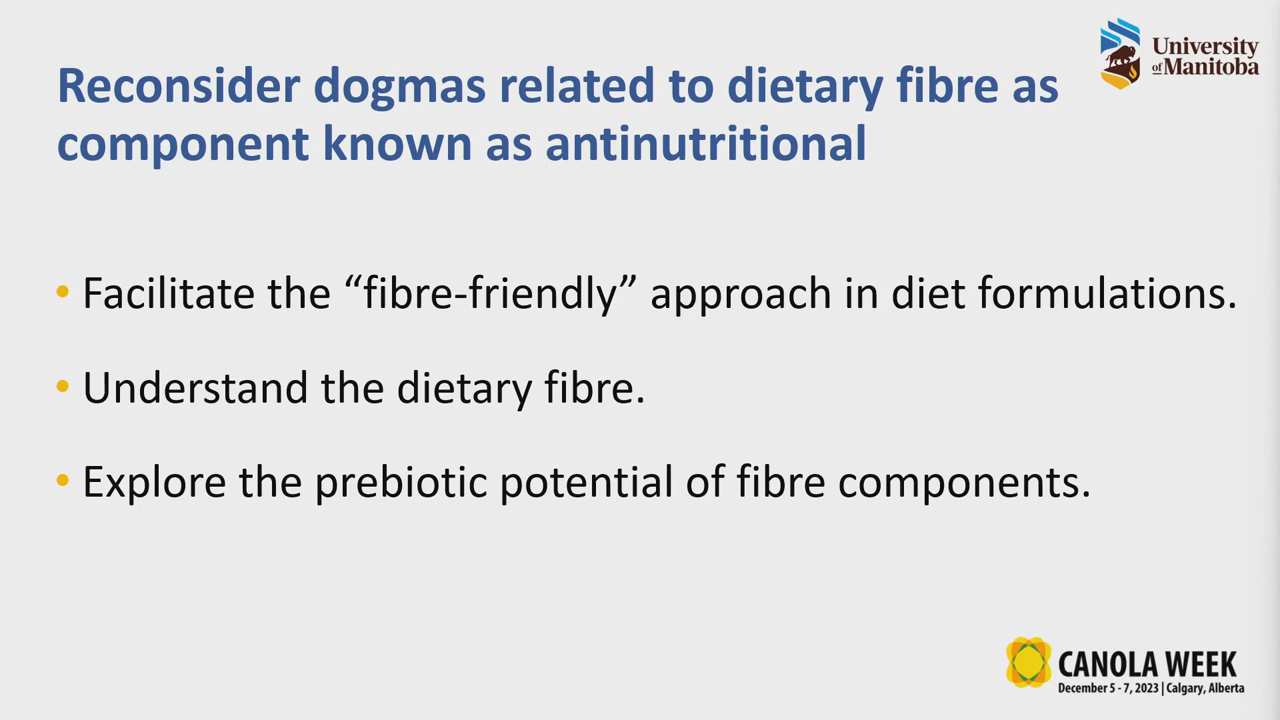 University
of Manitoba
Reconsider dogmas related to dietary fibre as
component known as antinutritional
• Facilitate the “fibre-friendly” approach in diet formulations.
• Understand the dietary fibre.
• Explore the prebiotic potential of fibre components.
CANOLA WEEK
December 5 - 7, 2023 | Calgary, Alberta